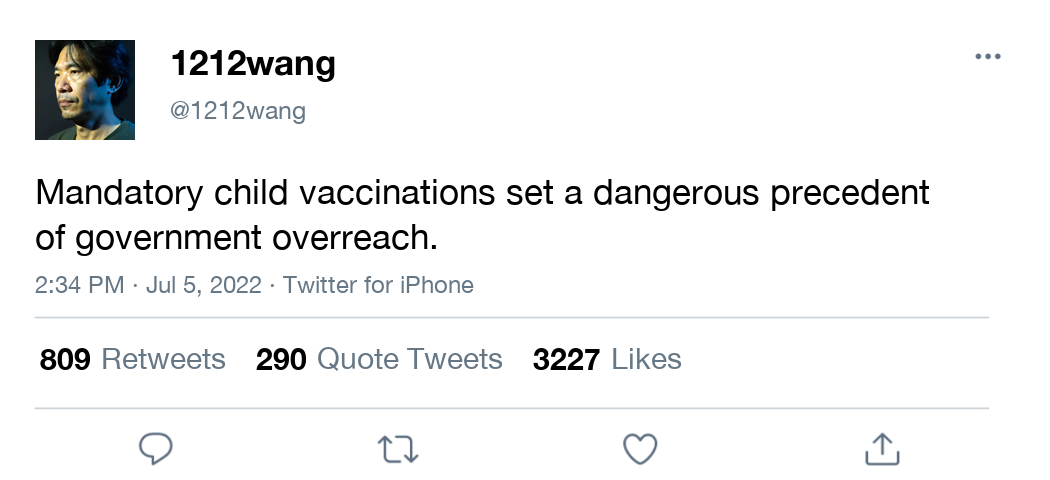 1212wang
@1212wang
Mandatory child vaccinations set a dangerous precedent
of government overreach.
2:34 PM · Jul 5, 2022 · Twitter for iPhone
809 Retweets 290 Quote Tweets 3227 Likes